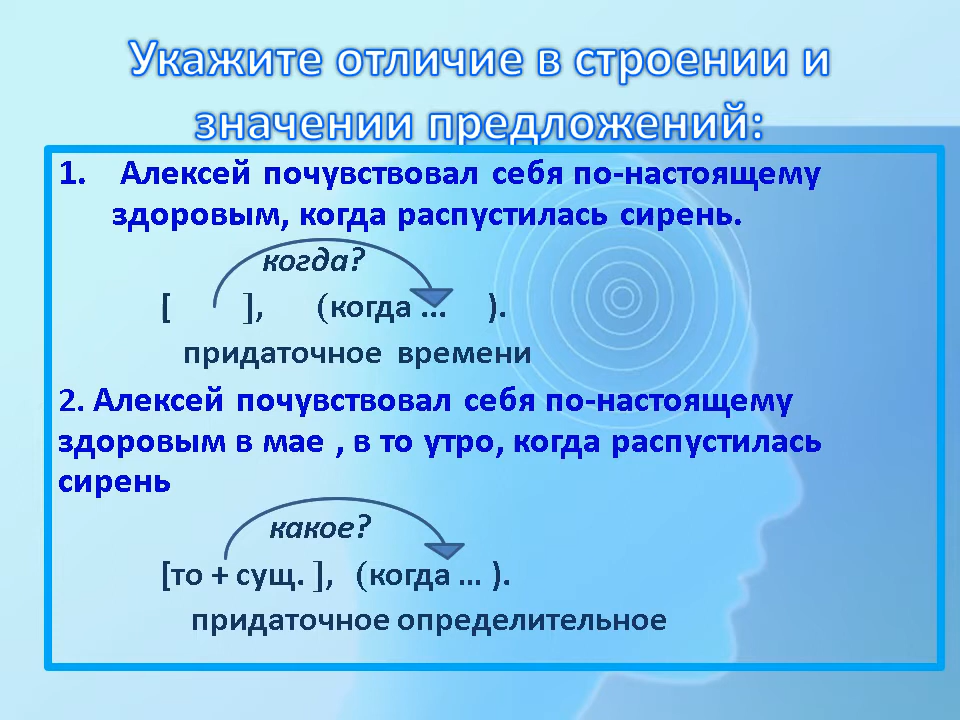 Укажите отличие в строении и
значении предложений:
1. Алексей почувствовал себя по-настоящему
здоровым, когда распустилась сирень.
когда?
[ ], (когда ... ).
придаточное времени
2. Алексей почувствовал себя по-настоящему
здоровым в мае , в то утро, когда распустилась
сирень
какое?
[то + сущ. ], (когда ... ).
придаточное определительное